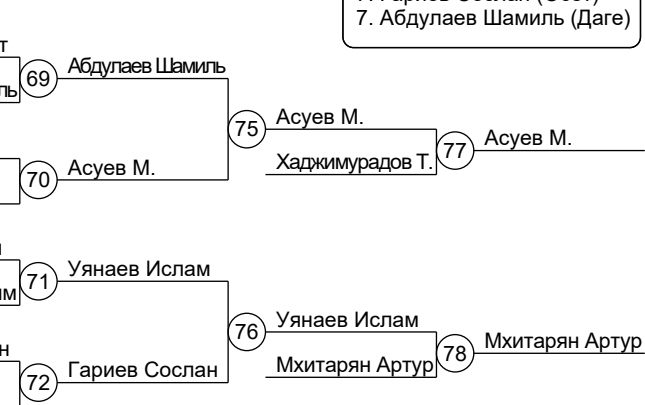 7. Абдулаев Шамиль (Даге)
69
Абдулаев Шамиль
75
Асуев М.
Хаджимурадов Т.
77
Асуев М.
70
Асуев М.
71
Уянаев Ислам
76
Уянаев Ислам
Мхитарян Артур
78
Мхитарян Артур
72
Гариев Сослан